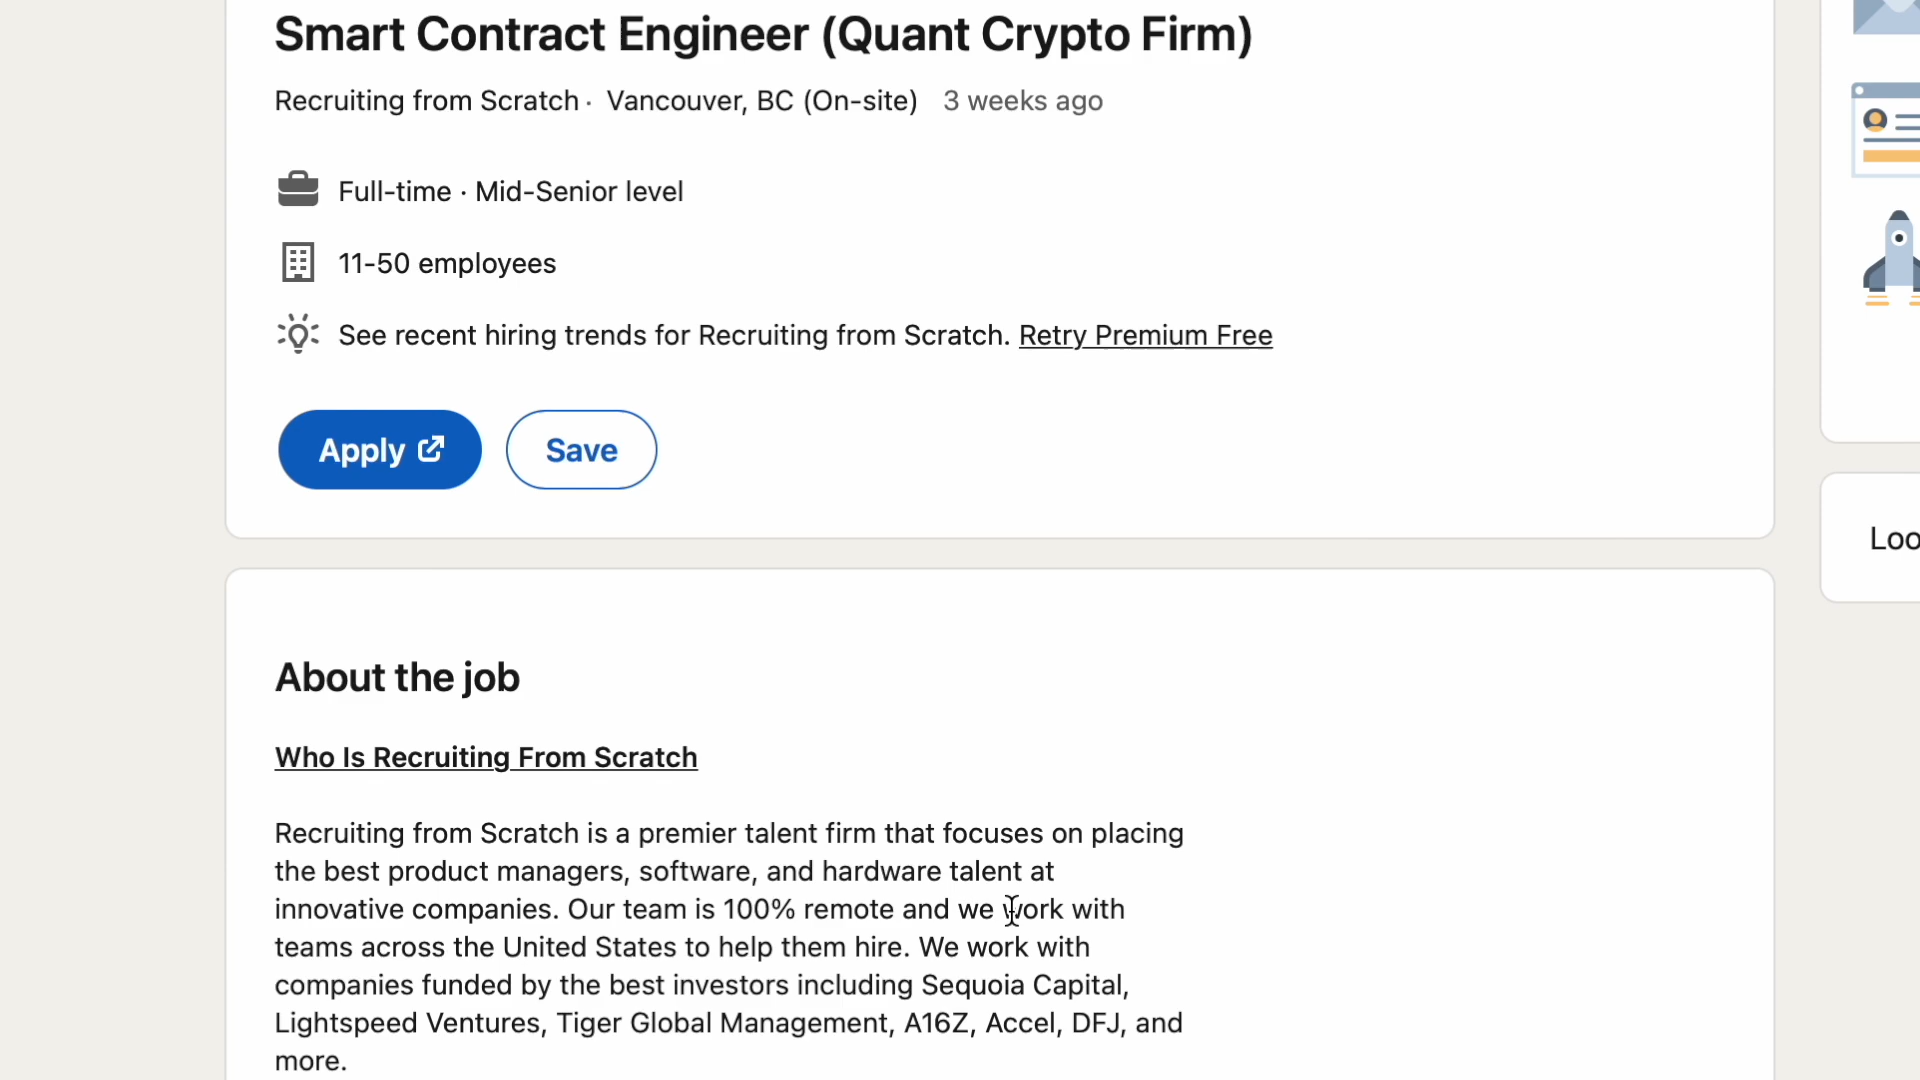 Smart Contract Engineer (Quant Crypto Firm)
Recruiting from Scratch · Vancouver, BC (On-site) 3 weeks ago
Full-time · Mid-Senior level
11-50 employees
See recent hiring trends for Recruiting from Scratch. Retry Premium Free
Apply
Save
Loo
About the job
Who Is Recruiting From Scratch
Recruiting from Scratch is a premier talent firm that focuses on placing
the best product managers, software, and hardware talent at
innovative companies. Our team is 100% remote and we work with
teams across the United States to help them hire. We work with
companies funded by the best investors including Sequoia Capital,
Lightspeed Ventures, Tiger Global Management, A16Z, Accel, DFJ, and
more.